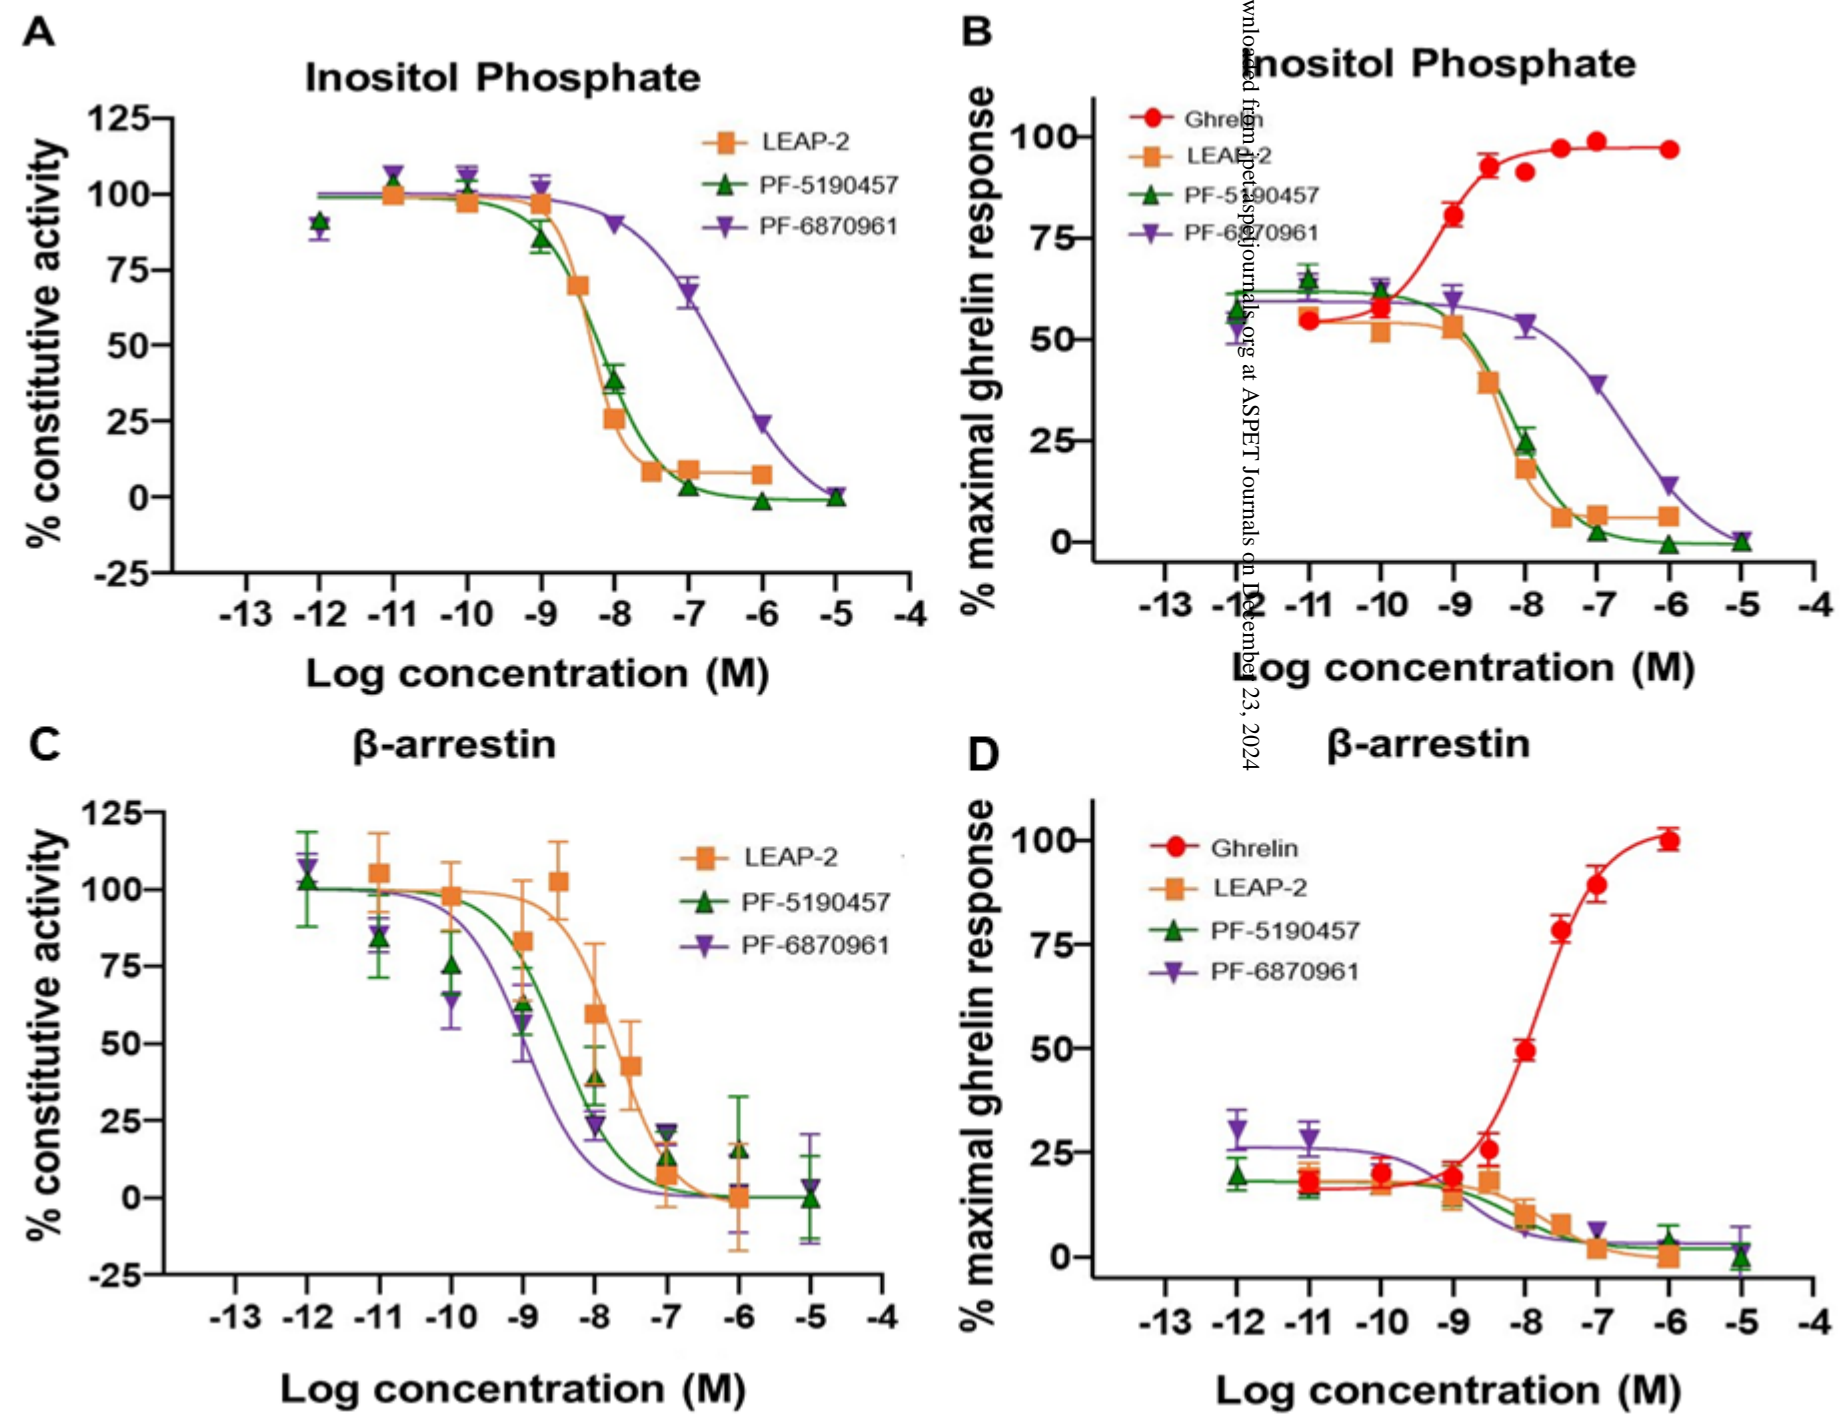 A
Inositol Phosphate
% constitutive activity
125
100
75
50
25
0
-25
LEAP-2
PF-5190457
PF-6870961
-13 -12 -11 -10 -9 -8 -7 -6 -5 -4
Log concentration (M)
B
Inositol Phosphate
% maximal ghrelin response
100
75
50
25
0
Ghrelin
LEAP-2
PF-5190457
PF-6870961
-13 -12 -11 -10 -9 -8 -7 -6 -5 -4
Log concentration (M)
wnloaded from jpet.aspetjournals.org at ASPET Journals on December 23, 2024
C
β-arrestin
% constitutive activity
125
100
75
50
25
0
-25
LEAP-2
PF-5190457
PF-6870961
-13 -12 -11 -10 -9 -8 -7 -6 -5 -4
Log concentration (M)
D
β-arrestin
% maximal ghrelin response
100
75
50
25
0
Ghrelin
LEAP-2
PF-5190457
PF-6870961
-13 -12 -11 -10 -9 -8 -7 -6 -5 -4
Log concentration (M)